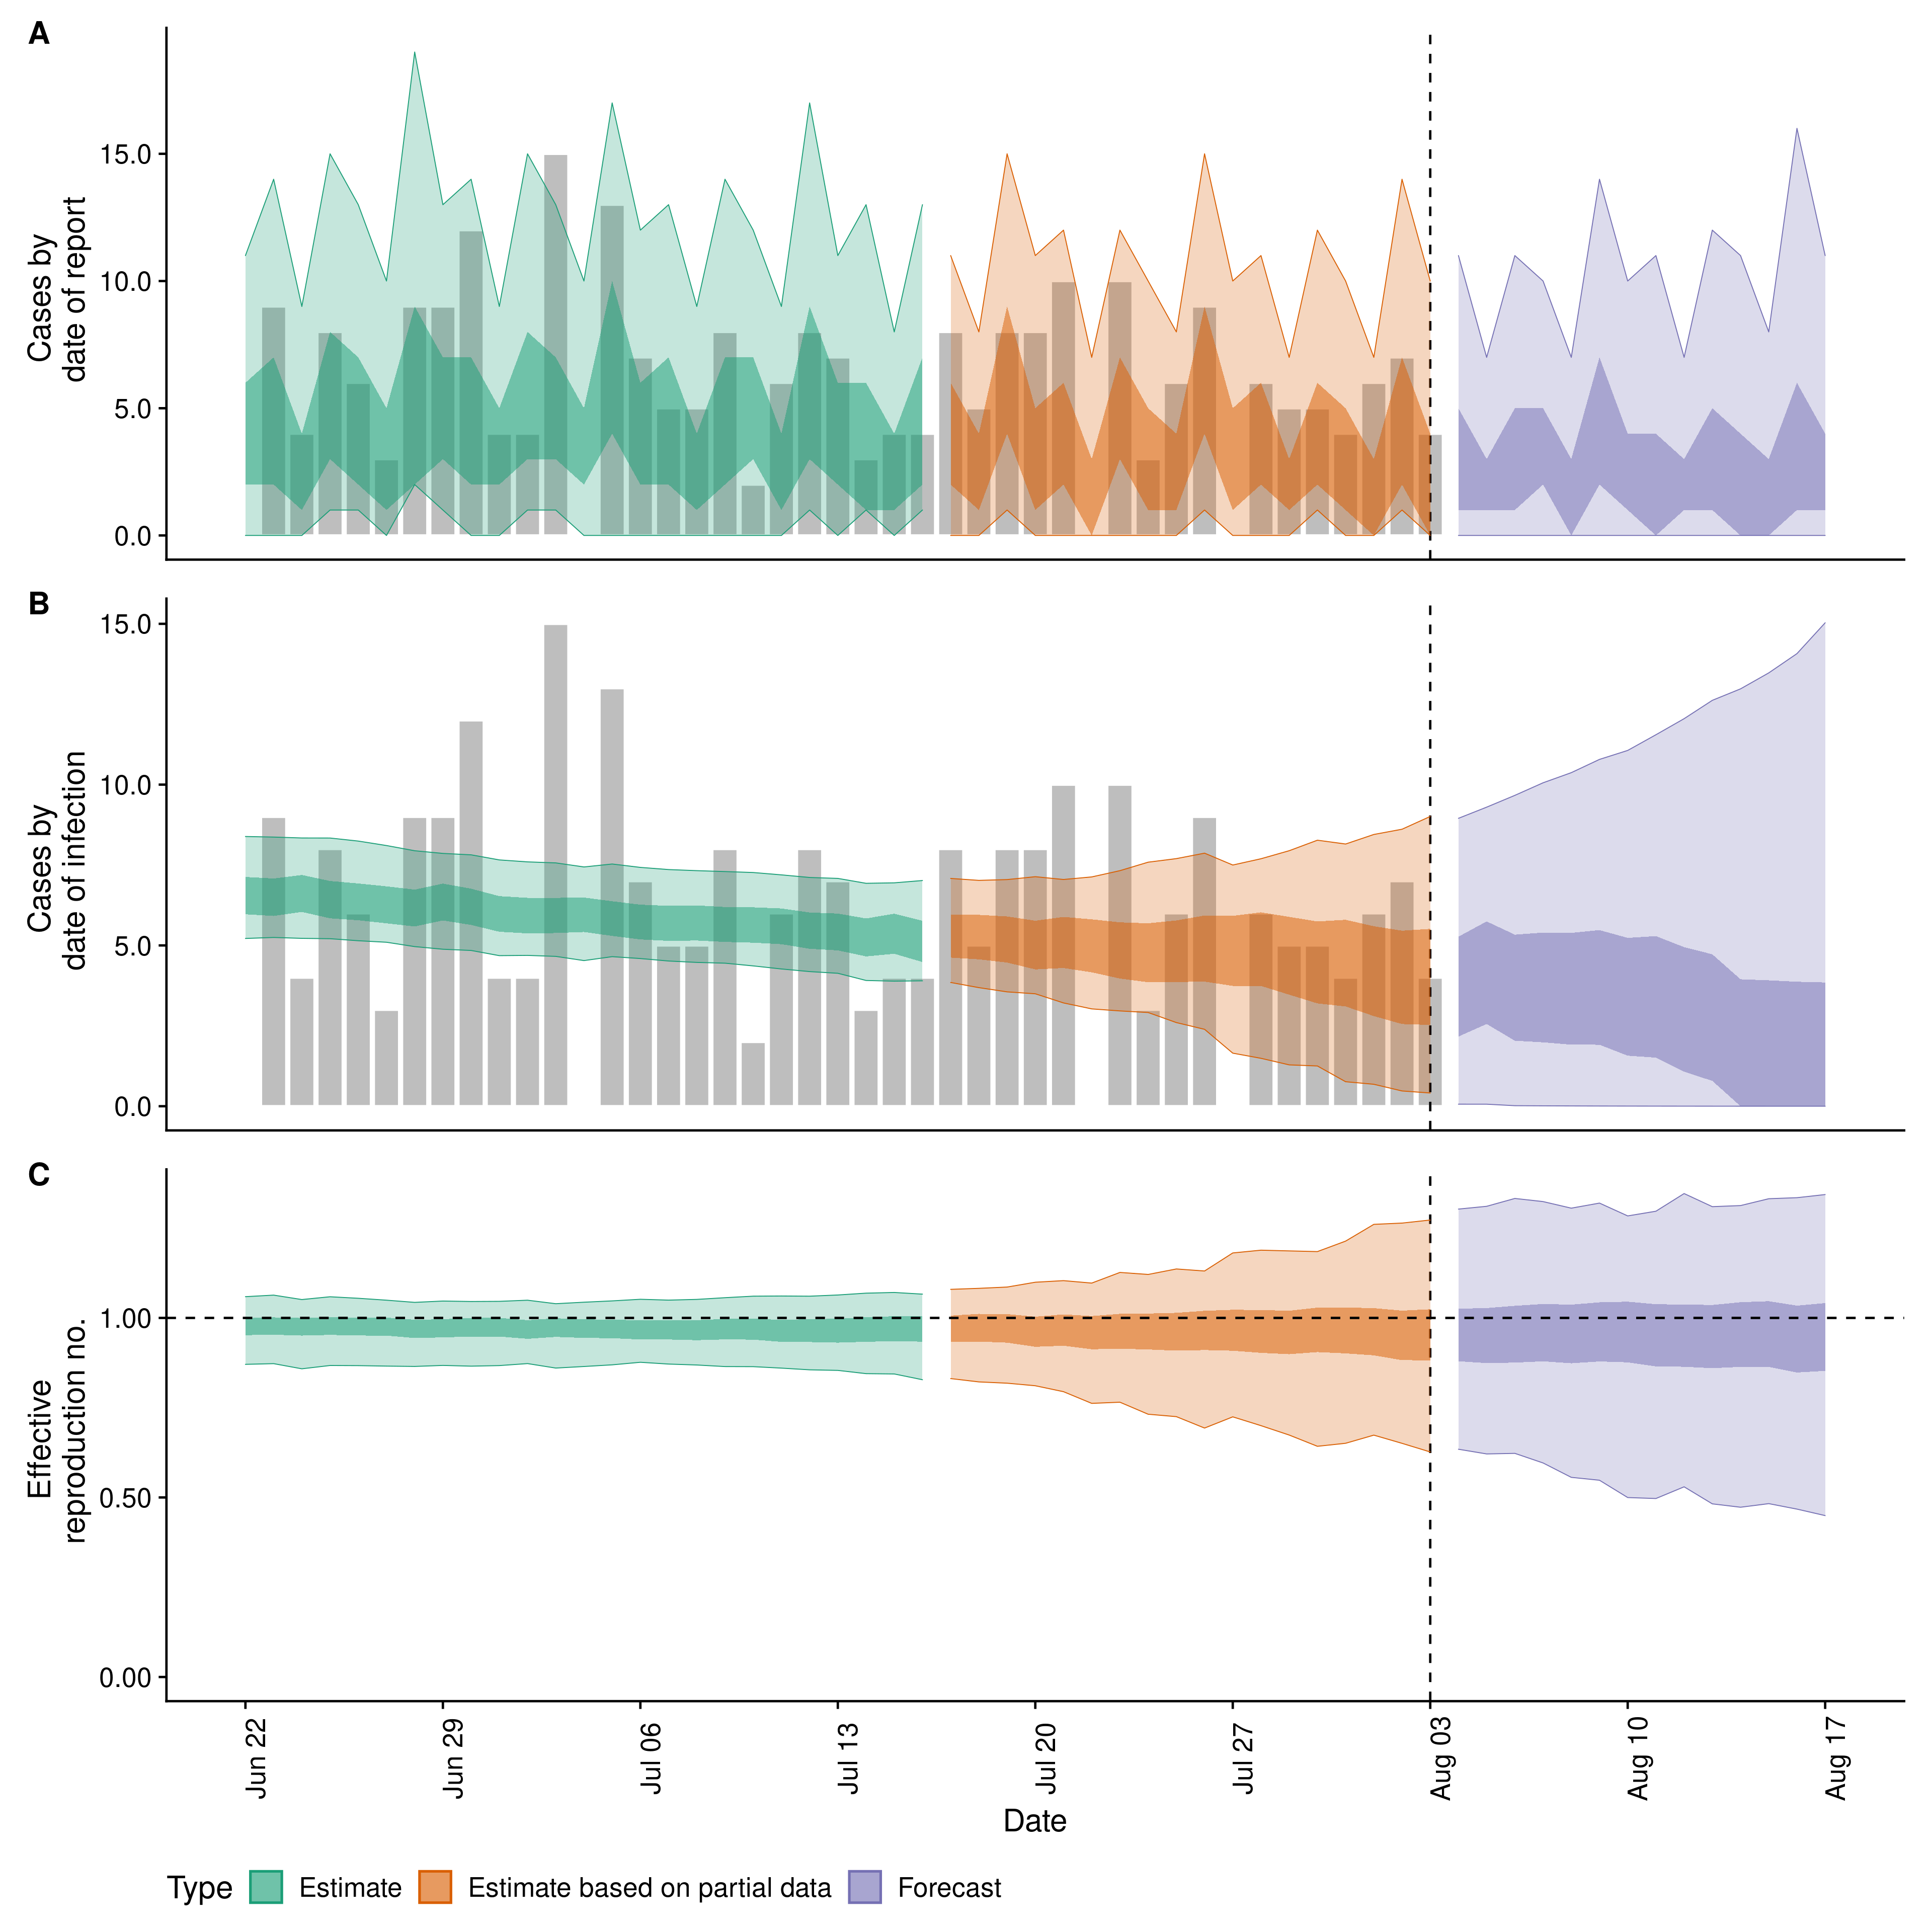 A
Cases by
date of report
15.0
10.0
5.0
0.0
B
Cases by
date of infection
15.0
10.0
5.0
0.0
C
Effective
reproduction no.
1.00
0.50
0.00
Jun 22
Jun 29
Jul 06
Jul 13
Jul 20
Jul 27
Aug 03
Aug 10
Aug 17
Date
Type Estimate Estimate based on partial data Forecast